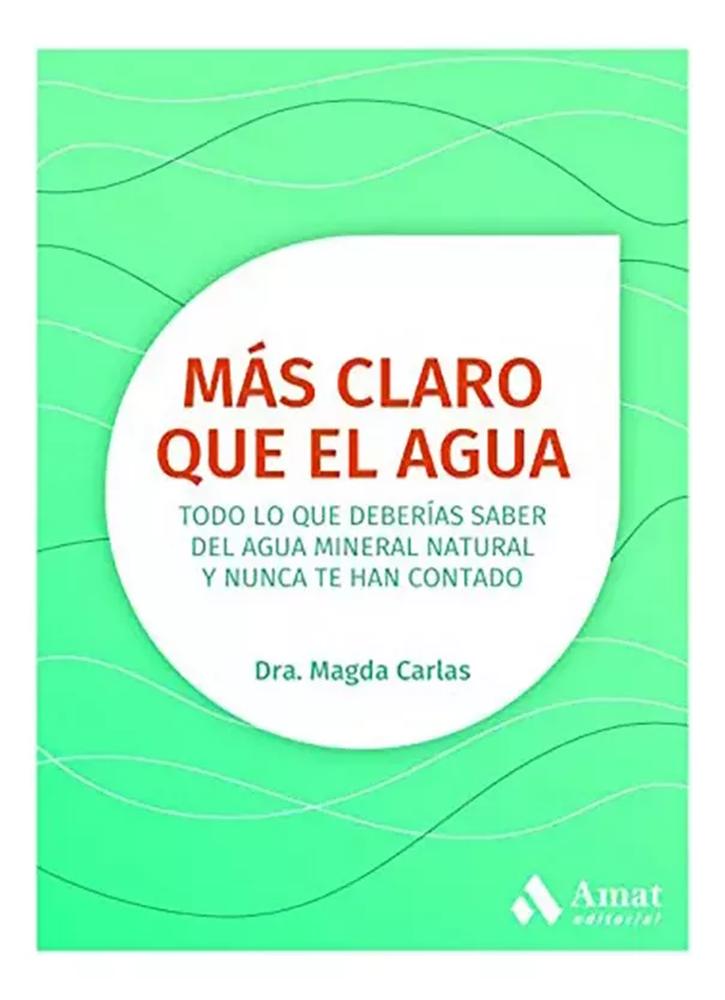 MÁS CLARO
QUE EL AGUA
TODO LO QUE DEBERÍAS SABER
DEL AGUA MINERAL NATURAL
Y NUNCA TE HAN CONTADO
Dra. Magda Carlas
Amat
editorial